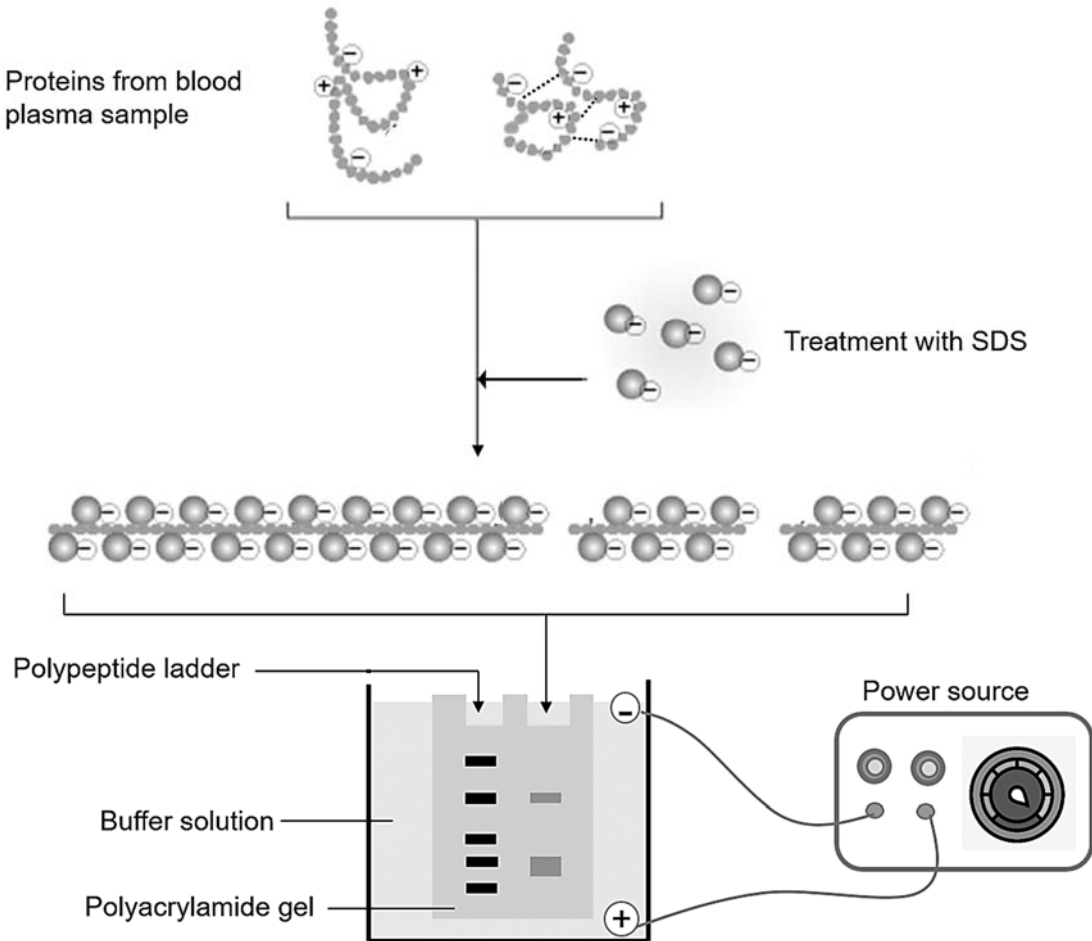 Proteins from blood
plasma sample
Treatment with SDS
Polypeptide ladder
Power source
Buffer solution
Polyacrylamide gel